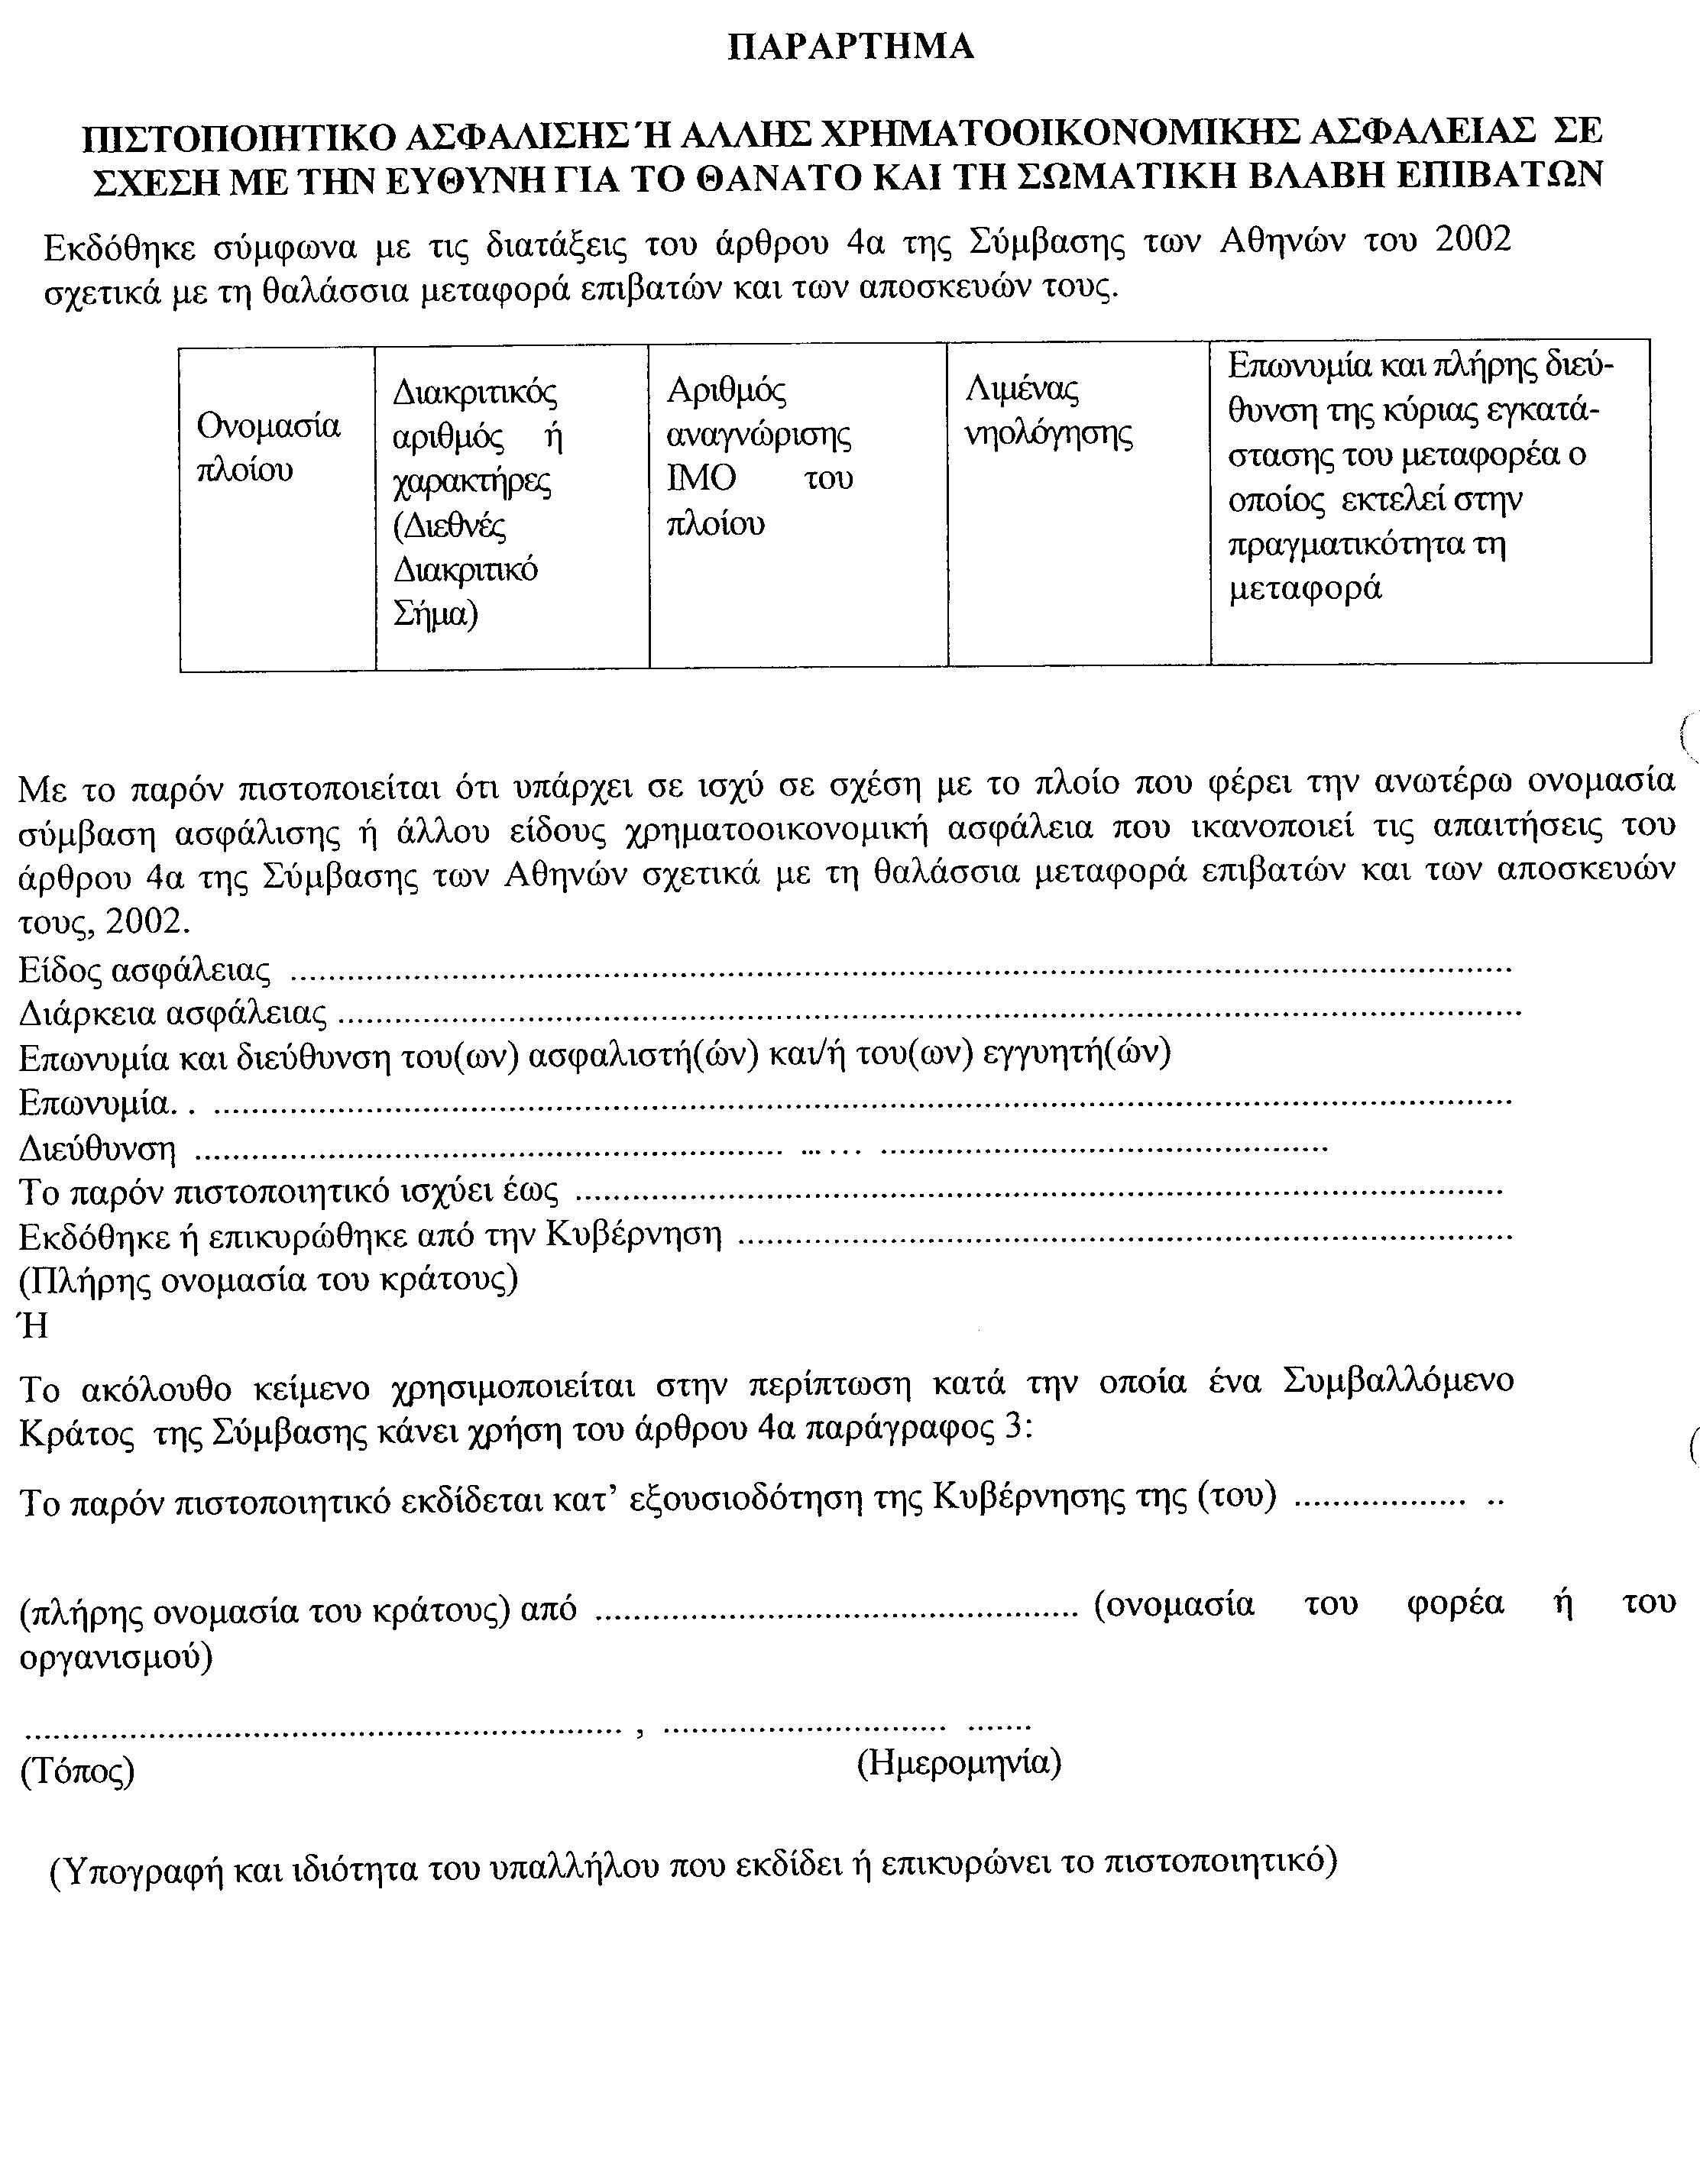 ΠΑΡΑΡΤΗΜΑ
ΠΙΣΤΟΠΟΙΗΤΙΚΟ ΑΣΦΑΛΙΣΗΣ Ή ΑΛΛΗΣ ΧΡΗΜΑΤΟΟΙΚΟΝΟΜΙΚΗΣ ΑΣΦΑΛΕΙΑΣ ΣΕ
ΣΧΕΣΗ ΜΕ ΤΗΝ ΕΥΘΥΝΗ ΓΙΑ ΤΟ ΘΑΝΑΤΟ ΚΑΙ ΤΗ ΣΩΜΑΤΙΚΗ ΒΛΑΒΗ ΕΠΙΒΑΤΩΝ
Εκδόθηκε σύμφωνα με τις διατάξεις του άρθρου 4α της Σύμβασης των Αθηνών του 2002
σχετικά με τη θαλάσσια μεταφορά επιβατών και των αποσκευών τους.
Ονομασία
πλοίου
Διακριτικός
αριθμός ή
χαρακτήρες
(Διεθνές
Διακριτικό
Σήμα)
Αριθμός
αναγνώρισης
ΙΜΟ του
πλοίου
Λιμένας
νηολόγησης
Επωνυμία και πλήρης διεύ-
θυνση της κύριας εγκατά-
στασης του μεταφορέα ο
οποίος εκτελεί στην
πραγματικότητα τη
μεταφορά
Με το παρόν πιστοποιείται ότι υπάρχει σε ισχύ σε σχέση με το πλοίο που φέρει την ανωτέρω ονομασία
σύμβαση ασφάλισης ή άλλου είδους χρηματοοικονομική ασφάλεια που ικανοποιεί τις απαιτήσεις του
άρθρου 4α της Σύμβασης των Αθηνών σχετικά με τη θαλάσσια μεταφορά επιβατών και των αποσκευών
τους, 2002.
Είδος ασφάλειας ..........................................................
Διάρκεια ασφάλειας ..........................................................
Επωνυμία και διεύθυνση του(ων) ασφαλιστή(ών) και/ή του(ων) εγγυητή(ών)
Επωνυμία. . ..........................................................
Διεύθυνση .......................................... ... . . ..............................
Το παρόν πιστοποιητικό ισχύει έως ..........................................................
Εκδόθηκε ή επικυρώθηκε από την Κυβέρνηση ..........................................................
(Πλήρης ονομασία του κράτους)
Ή
Το ακόλουθο κείμενο χρησιμοποιείται στην περίπτωση κατά την οποία ένα Συμβαλλόμενο
Κράτος της Σύμβασης κάνει χρήση του άρθρου 4α παράγραφος 3:
Το παρόν πιστοποιητικό εκδίδεται κατ’ εξουσιοδότηση της Κυβέρνησης της (του) .................. ..
(πλήρης ονομασία του κράτους) από .................................................. (ονομασία του φορέα ή του
οργανισμού)
.............................................................. , .............................. .......
(Τόπος) (Ημερομηνία)
(Υπογραφή και ιδιότητα του υπαλλήλου που εκδίδει ή επικυρώνει το πιστοποιητικό)